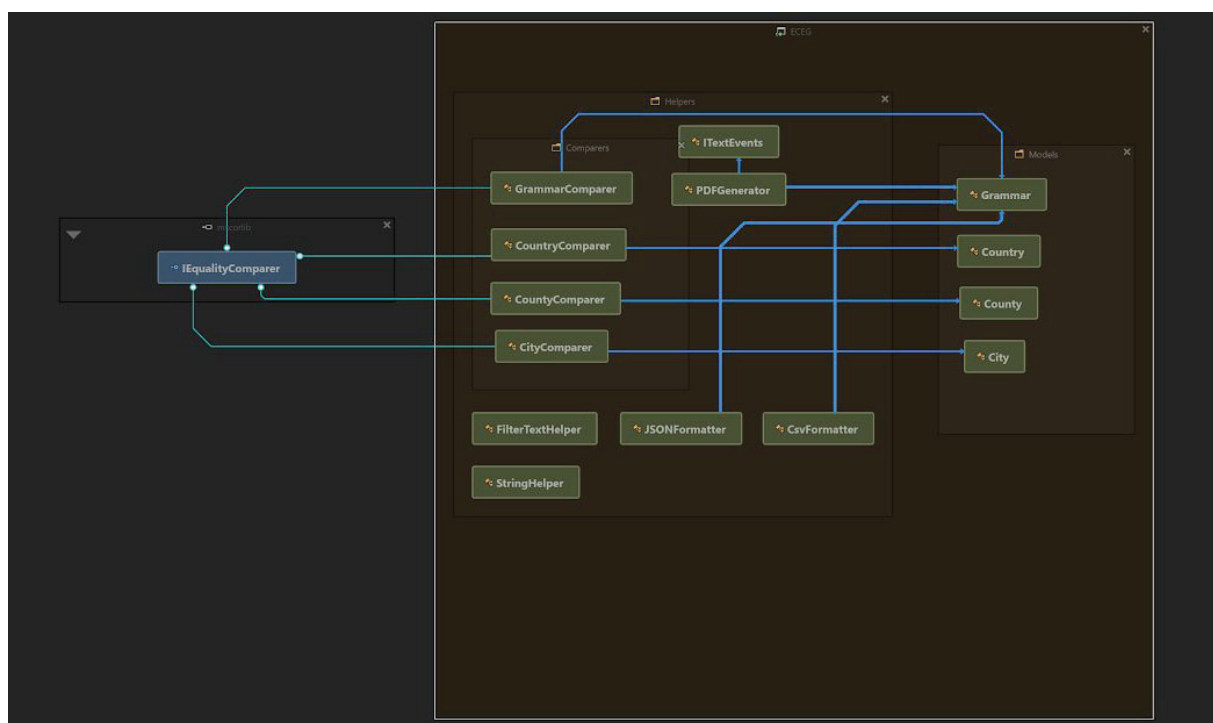 ECEG
Helpers
Comparers
ITextEvents
Models
GrammarComparer
PDFGenerator
Grammar
mscorlib
IEqualityComparer
CountryComparer
Country
CountyComparer
County
CityComparer
City
FilterTextHelper
JSONFormatter
CsvFormatter
StringHelper